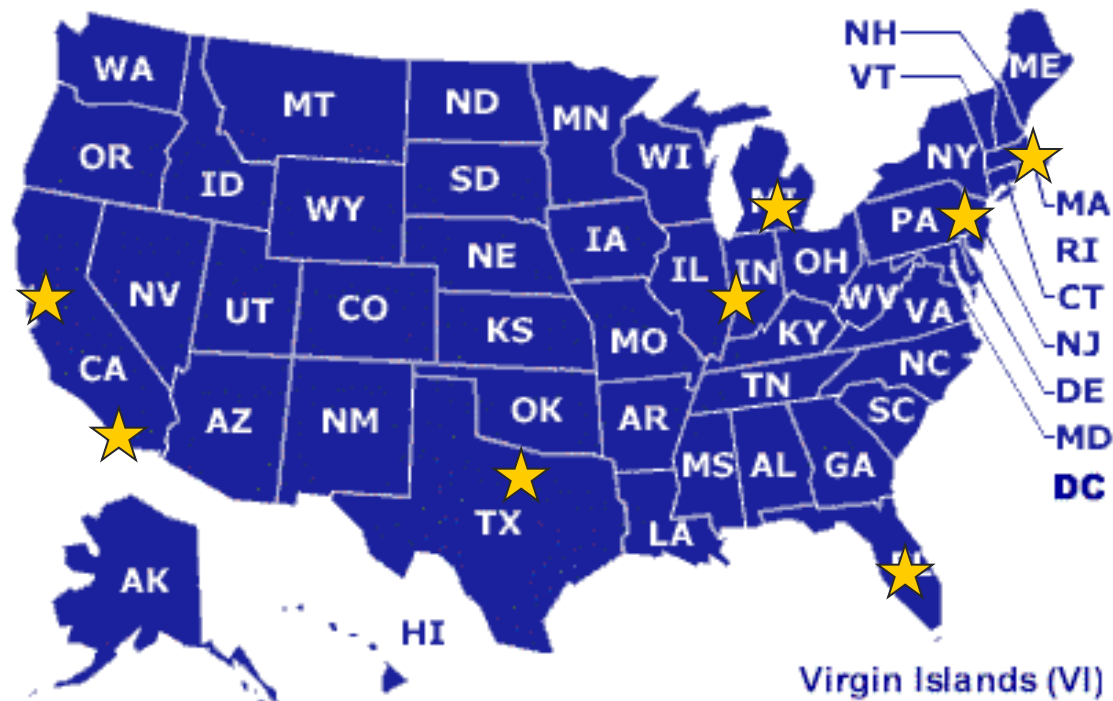 NH
VT
ME
WA
MT
ND
MN
OR
ID
WY
SD
WI
NY
MA
NE
IA
PA
RI
NV
UT
CO
IL
IN
OH
WV
VA
CT
CA
KS
MO
KY
NJ
AZ
NM
OK
AR
TN
NC
DE
SC
MD
TX
MS
AL
GA
DC
LA
AK
HI
Virgin Islands (VI)